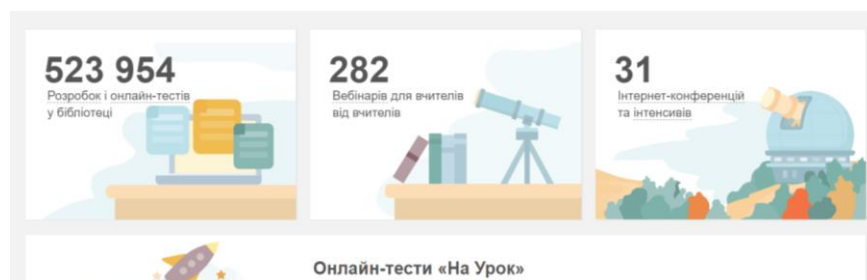 523 954
Розробок і онлайн-тестів
у бібліотеці
282
Вебінарів для вчителів
від вчителів
31
Інтернет-конференцій
та інтенсивів
Онлайн-тести «На Урок»